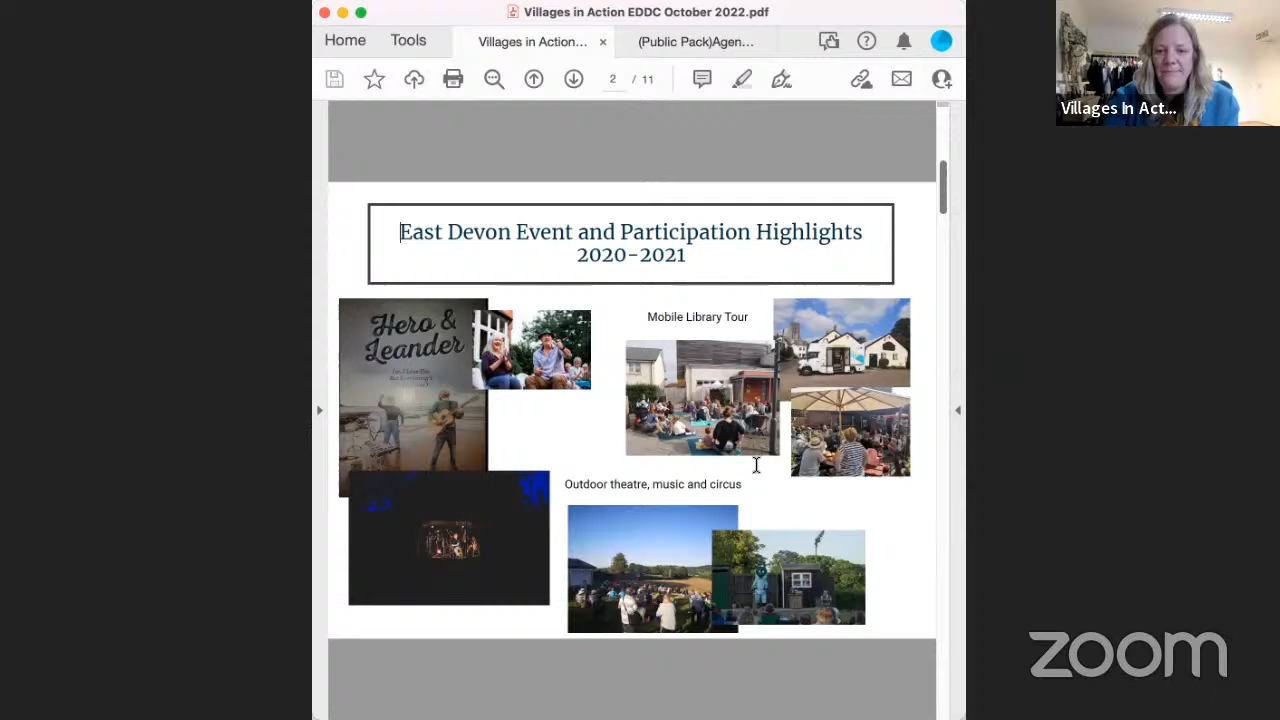 Villages in Action EDDC October 2022.pdf
Home
Tools
Villages in Action...
×
(Public Pack)Agen...
2 / 11
Villages In Act...
East Devon Event and Participation Highlights
2020-2021
Hero &
Leander
Mobile Library Tour
Outdoor theatre, music and circus
zoom